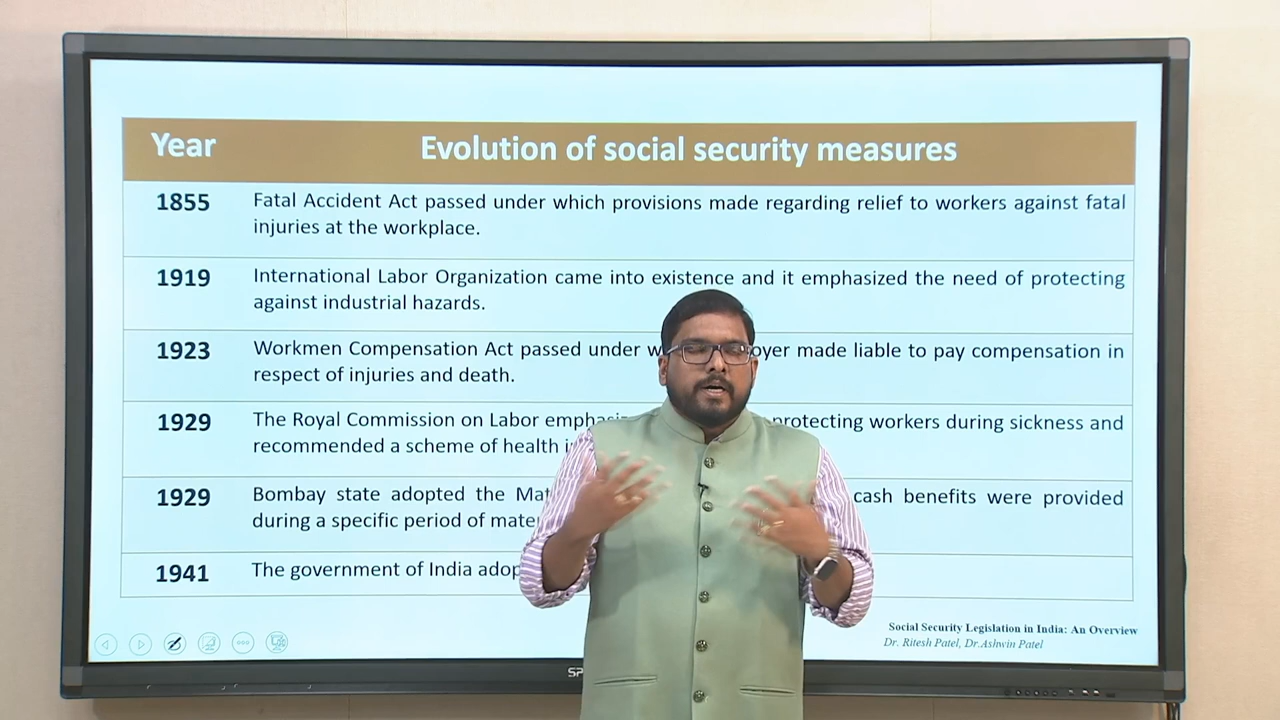 Year Evolution of social security measures
1855 Fatal Accident Act passed under which provisions made regarding relief to workers against fatal
injuries at the workplace.
1919 International Labor Organization came into existence and it emphasized the need of protecting
against industrial hazards.
1923 Workmen Compensation Act passed under made liable to pay compensation in
respect of injuries and death.
1929 The Royal Commission on Labor protecting workers during sickness and
recommended a scheme of health
1929 Bombay state adopted the cash benefits were provided
during a specific period of
1941 The government of India
Social Security Legislation in India: An Overview
Dr. Ritesh Patel, Dr.Ashwin Patel